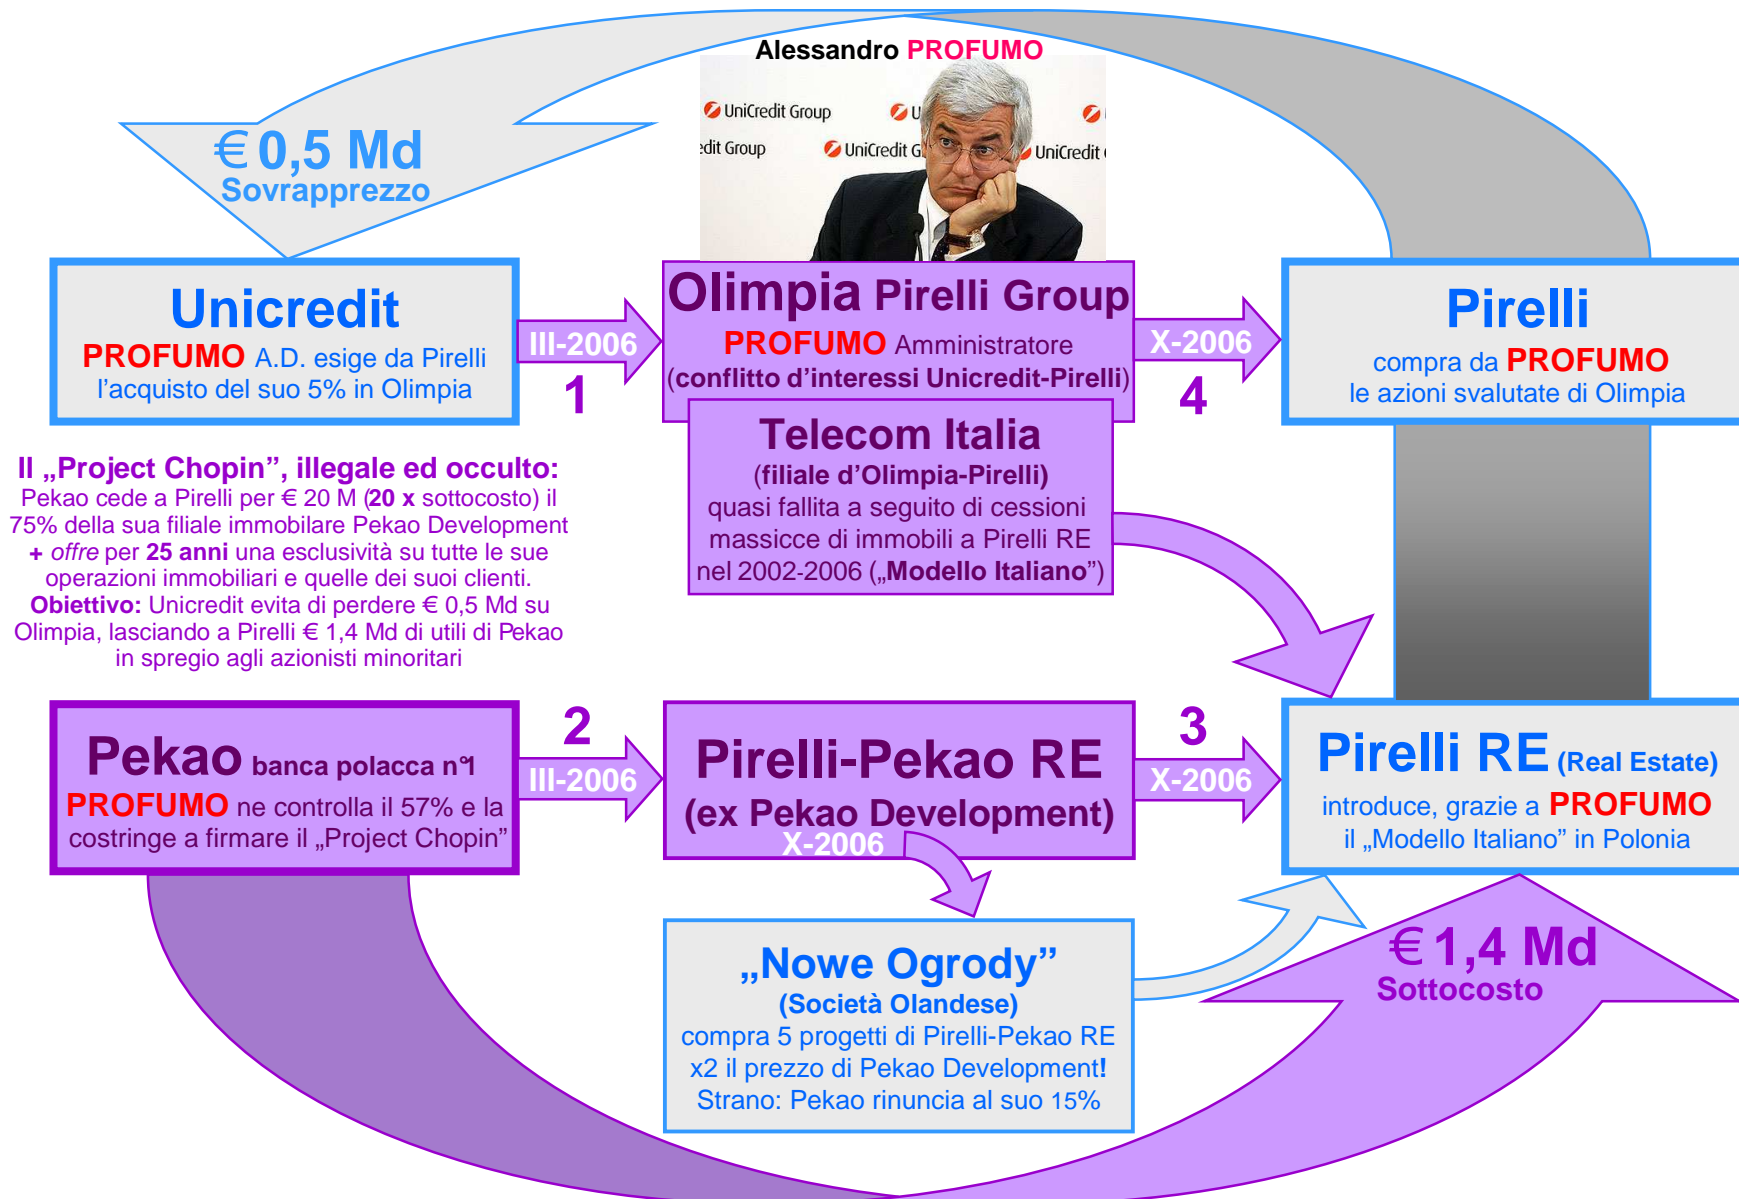 Alessandro PROFUMO
UniCredit Group
U
edit Group
UniCredit G
UniCredit
€ 0,5 Md
Sovrapprezzo
Unicredit
PROFUMO A.D. esige da Pirelli
l'acquisto del suo 5% in Olimpia
III-2006
1
Olimpia Pirelli Group
PROFUMO Amministratore
(conflitto d'interessi Unicredit-Pirelli)
X-2006
4
Pirelli
compra da PROFUMO
le azioni svalutate di Olimpia
Telecom Italia
(filiale d'Olimpia-Pirelli)
quasi fallita a seguito di cessioni
massicce di immobili a Pirelli RE
nel 2002-2006 („Modello Italiano”)
Il „Project Chopin”, illegale ed occulto:
Pekao cede a Pirelli per € 20 M (20 x sottocosto) il
75% della sua filiale immobilare Pekao Development
+ offre per 25 anni una esclusività su tutte le sue
operazioni immobiliari e quelle dei suoi clienti.
Obiettivo: Unicredit evita di perdere € 0,5 Md su
Olimpia, lasciando a Pirelli € 1,4 Md di utili di Pekao
in spregio agli azionisti minoritari
Pekao banca polacca n°1
PROFUMO ne controlla il 57% e la
costringe a firmare il „Project Chopin”
2
III-2006
Pirelli-Pekao RE
(ex Pekao Development)
X-2006
3
X-2006
Pirelli RE (Real Estate)
introduce, grazie a PROFUMO
il „Modello Italiano” in Polonia
„Nowe Ogrody”
(Società Olandese)
compra 5 progetti di Pirelli-Pekao RE
x2 il prezzo di Pekao Development!
Strano: Pekao rinuncia al suo 15%
€ 1,4 Md
Sottocosto